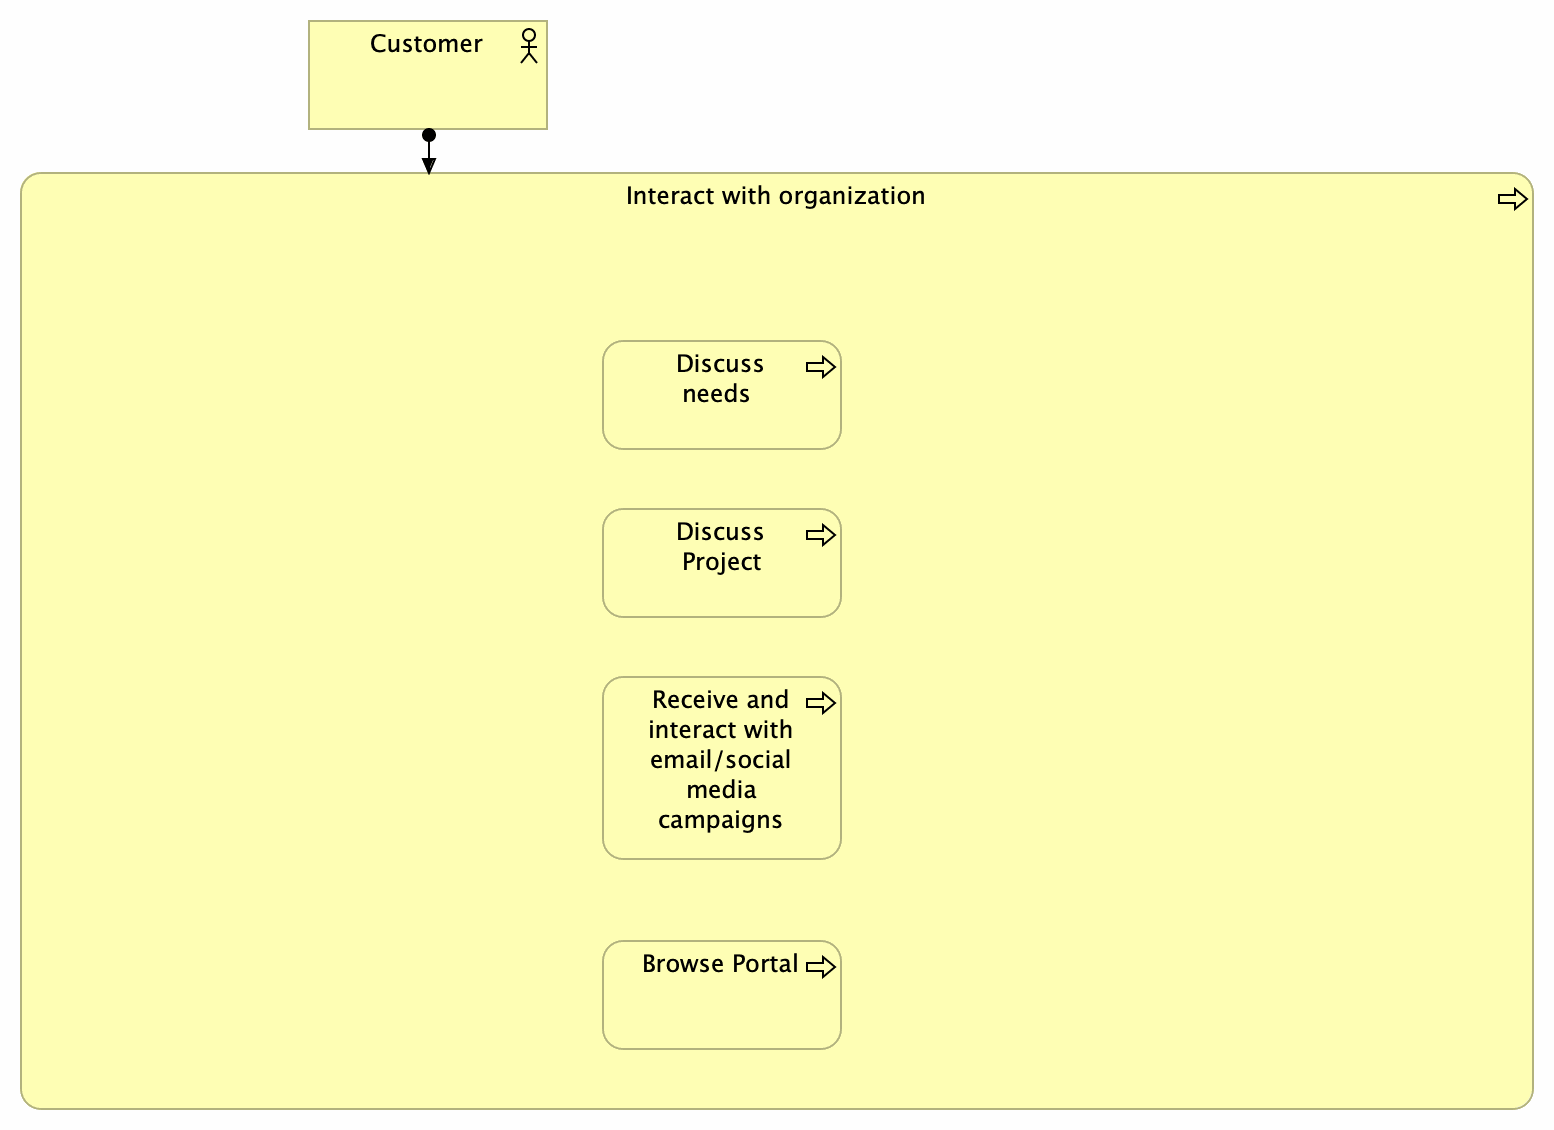 Customer
Interact with organization
Discuss
needs
Discuss
Project
Receive and
interact with
email/social
media
campaigns
Browse Portal